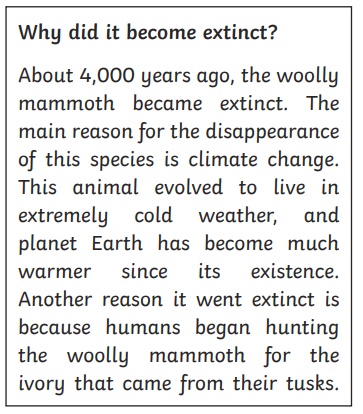 Why did it become extinct?
About 4,000 years ago, the woolly
mammoth became extinct. The
main reason for the disappearance
of this species is climate change.
This animal evolved to live in
extremely cold weather, and
planet Earth has become much
warmer since its existence.
Another reason it went extinct is
because humans began hunting
the woolly mammoth for the
ivory that came from their tusks.